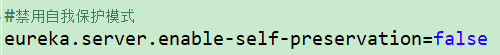 #禁用自我保护模式
eureka.server.enable-self-preservation=false